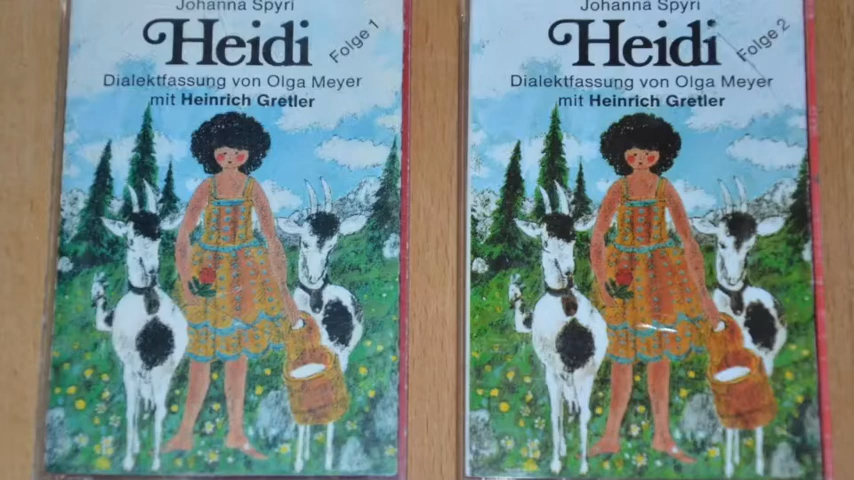 Johanna Spyri
Heidi
Folge 1
Dialektfassung von Olga Meyer
mit Heinrich Gretler
Johanna Spyri
Heidi
Folge 2
Dialektfassung von Olga Meyer
mit Heinrich Gretler